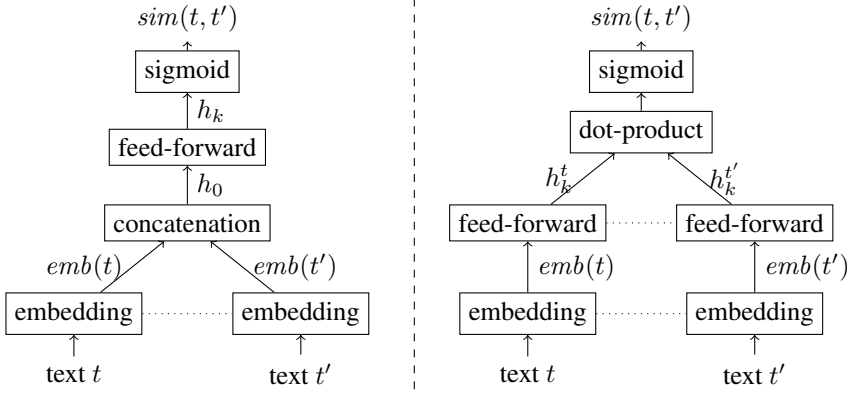 sim(t, t′)
sigmoid
h_k
feed-forward
h_0
concatenation
emb(t)
emb(t′)
embedding
embedding
text t
text t′
sim(t, t′)
sigmoid
dot-product
h_k^t
h_k^{t′}
feed-forward
feed-forward
emb(t)
emb(t′)
embedding
embedding
text t
text t′